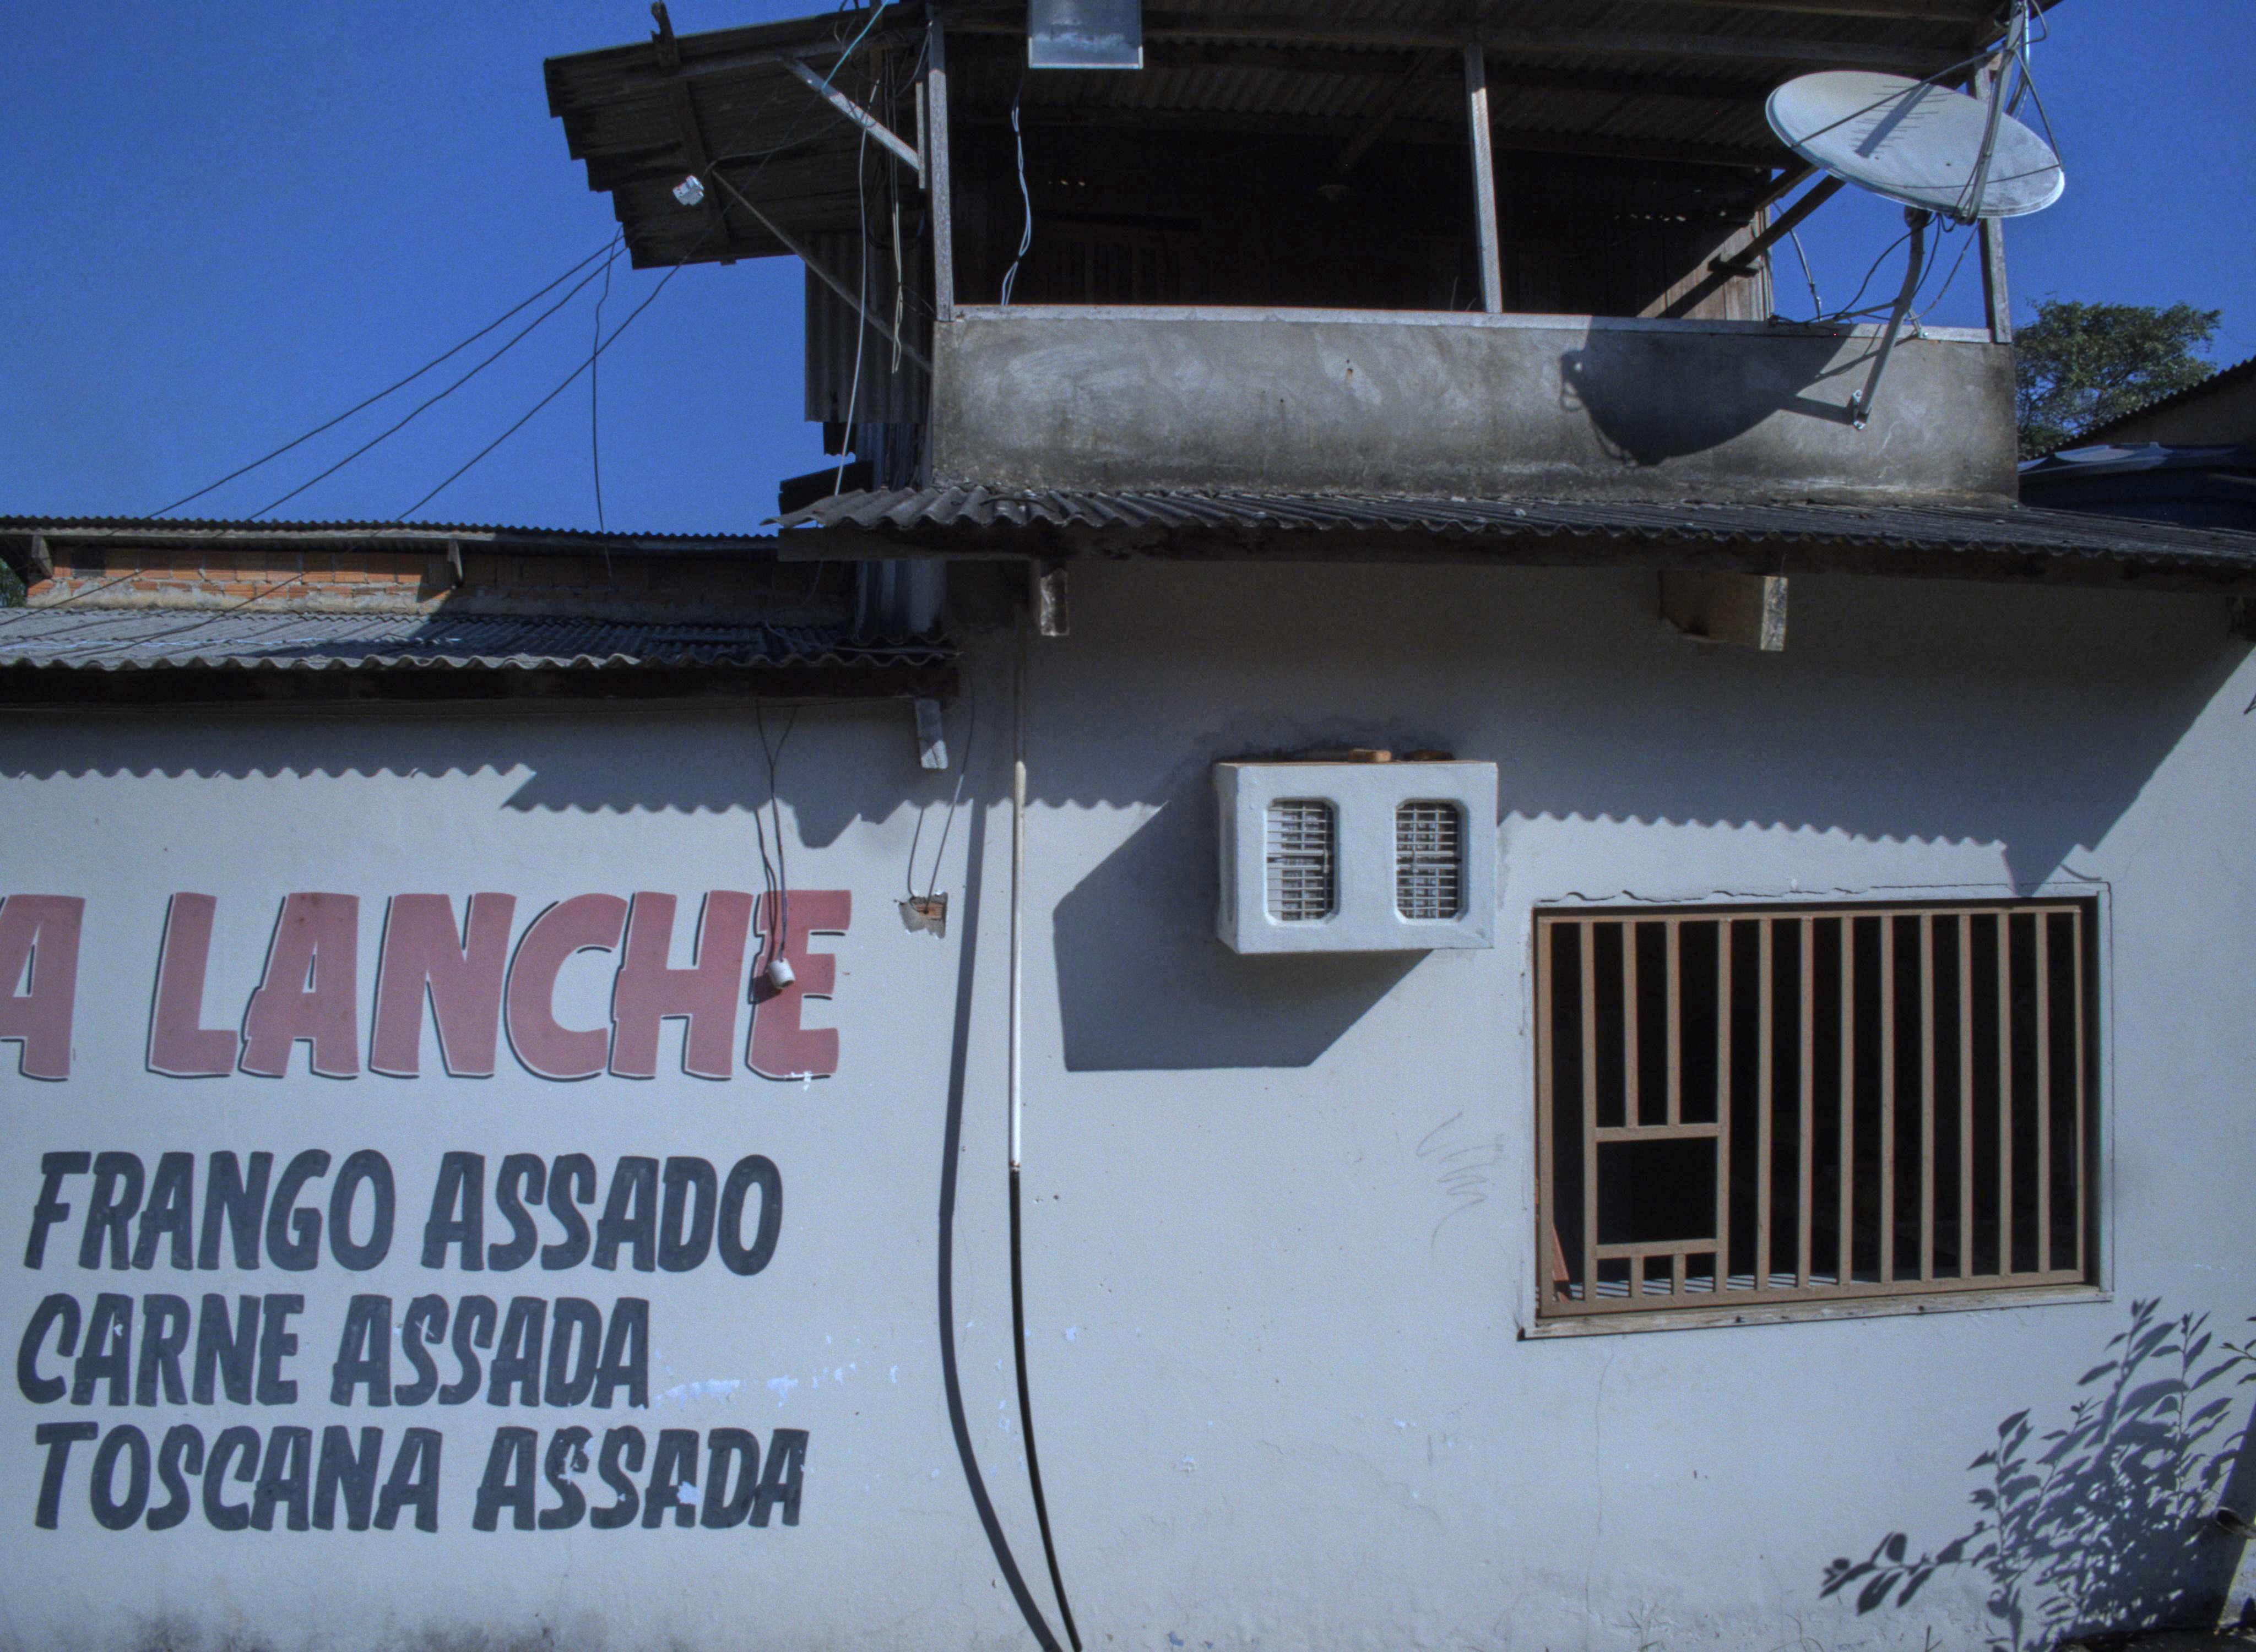 A LANCHE
FRANGO ASSADO
CARNE ASSADA
TOSCANA ASSADA